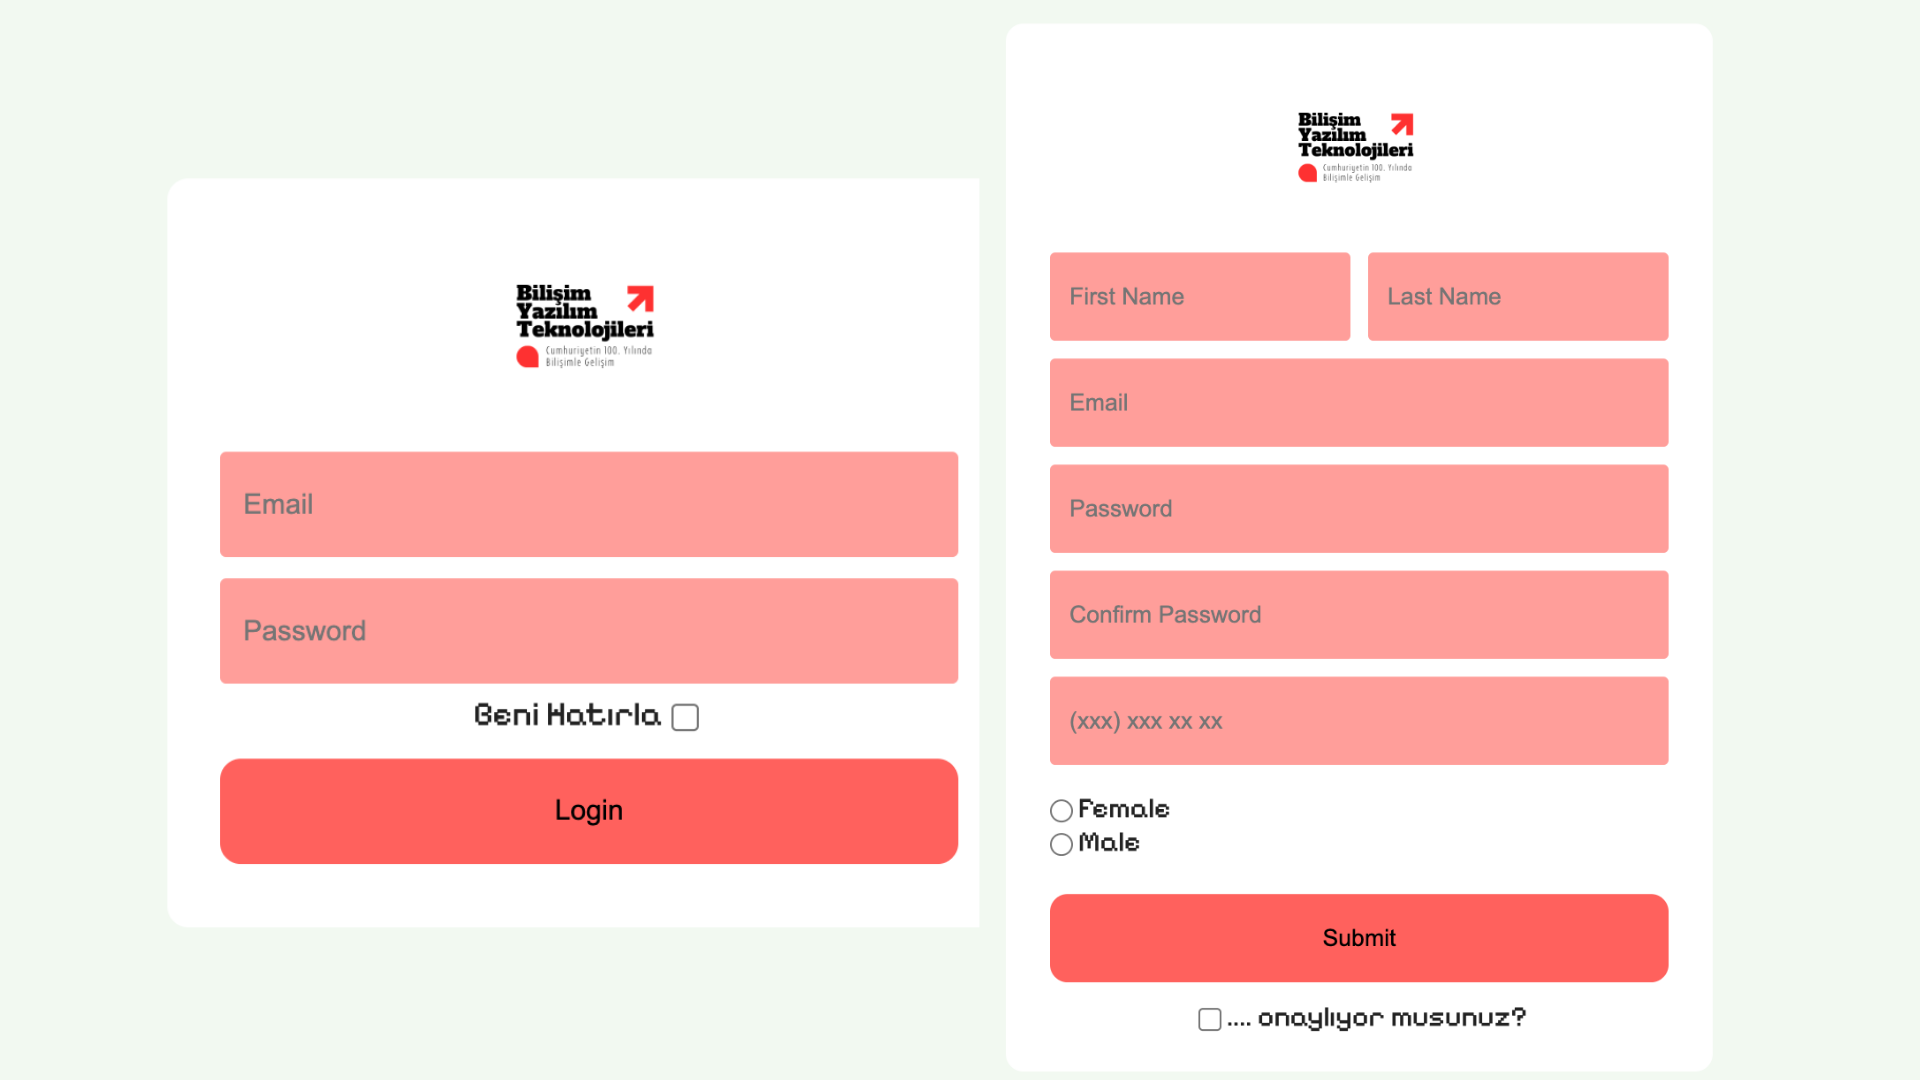 Bilişim
Yazılım
Teknolojileri
Cumhuriyetin 100. Yılında
Bilişimle Gelişim
Email
Password
Beni Hatırla
Login
Bilişim
Yazılım
Teknolojileri
Cumhuriyetin 100. Yılında
Bilişimle Gelişim
First Name
Last Name
Email
Password
Confirm Password
(xxx) xxx xx xx
Female
Male
Submit
.... onaylıyor musunuz?